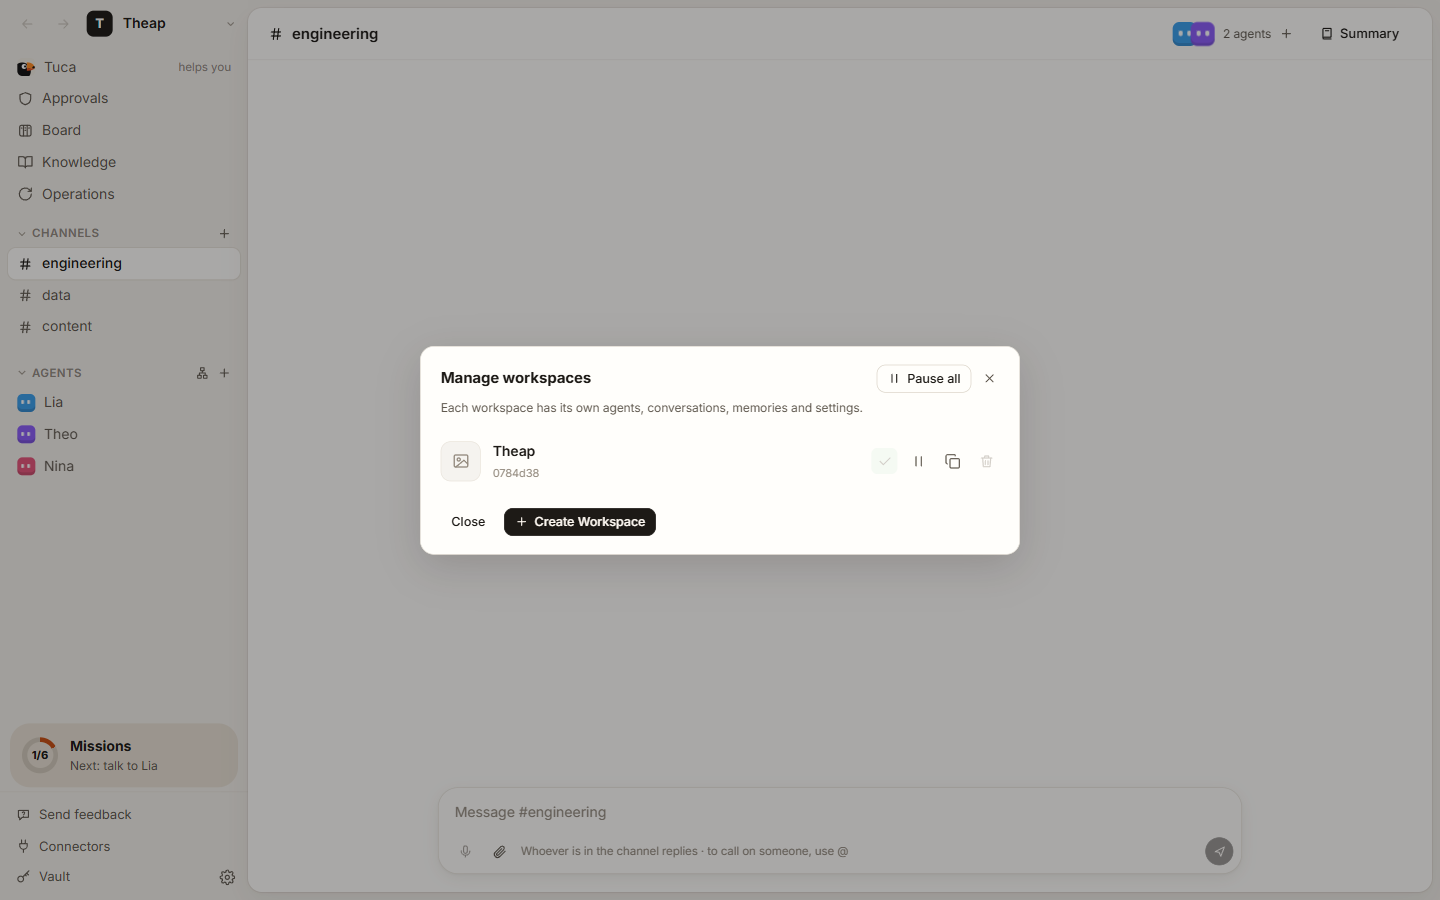 T Theap
Tuca helps you
Approvals
Board
Knowledge
Operations
CHANNELS
# engineering
# data
# content
AGENTS
Lia
Theo
Nina
1/6 Missions
Next: talk to Lia
Send feedback
Connectors
Vault
# engineering
2 agents
Summary
Manage workspaces
Pause all
Each workspace has its own agents, conversations, memories and settings.
Theap
0784d38
Close
Create Workspace
Message #engineering
Whoever is in the channel replies · to call on someone, use @